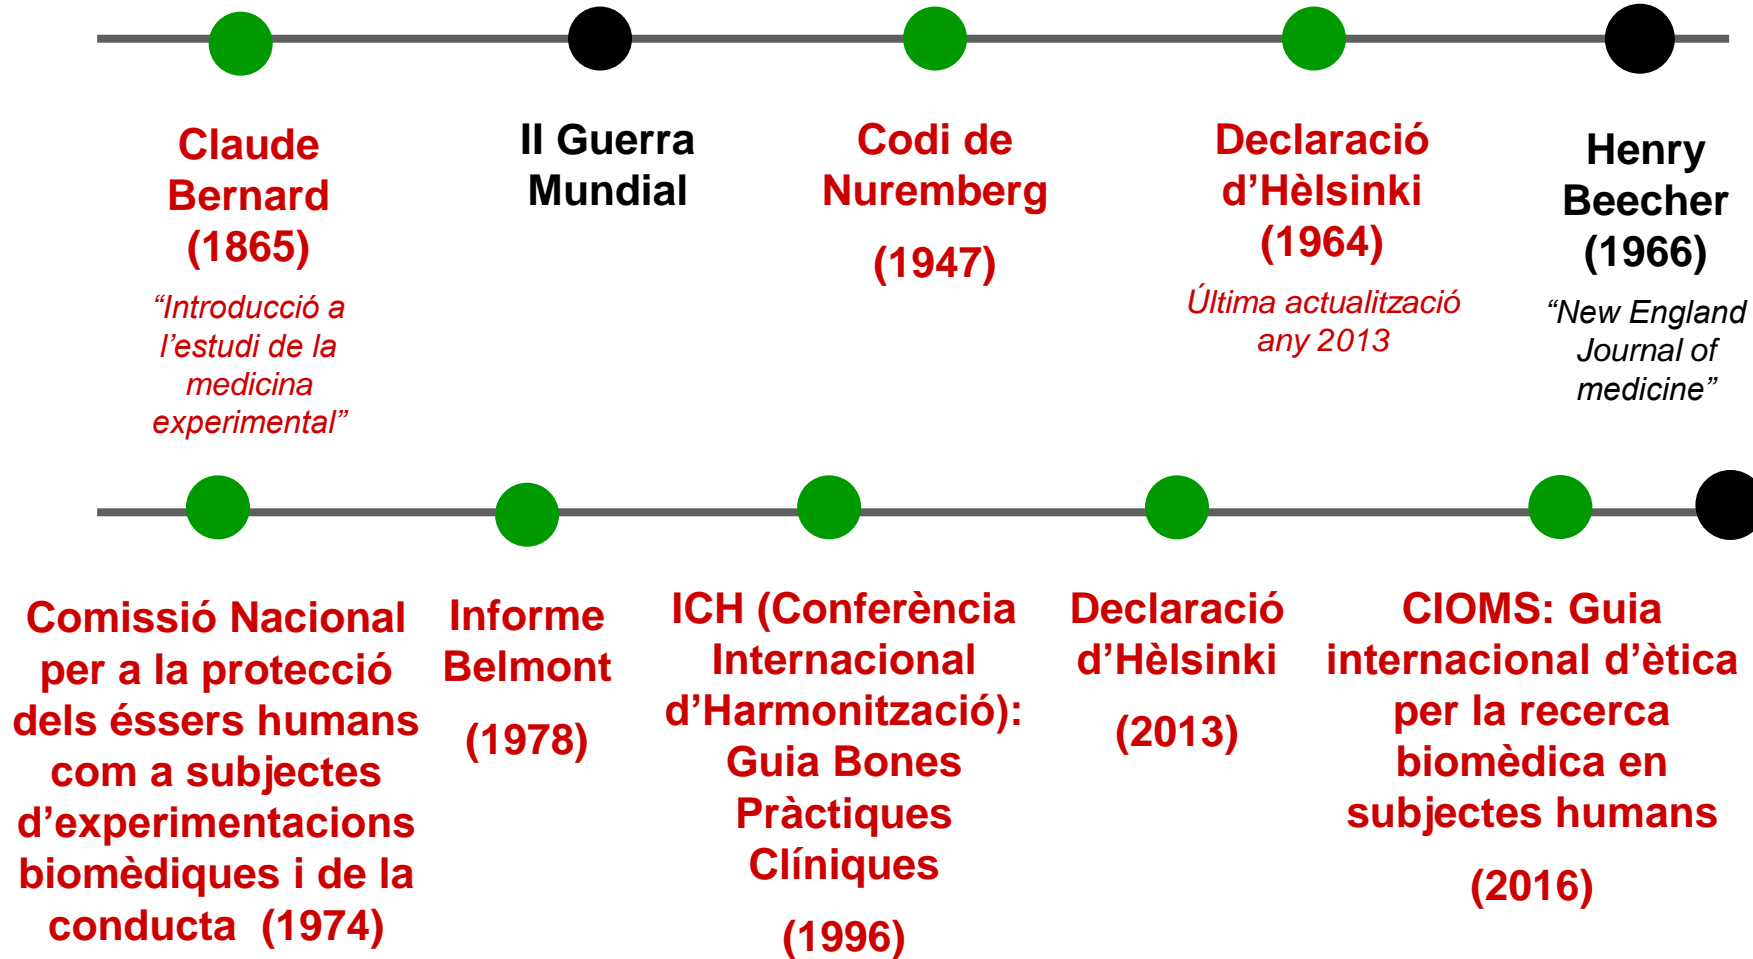 Claude
Bernard
(1865)
“Introducció a
l’estudi de la
medicina
experimental”
II Guerra
Mundial
Codi de
Nuremberg
(1947)
Declaració
d’Hèlsinki
(1964)
Última actualització
any 2013
Henry
Beecher
(1966)
“New England
Journal of
medicine”
Comissió Nacional
per a la protecció
dels éssers humans
com a subjectes
d’experimentacions
biomèdiques i de la
conducta (1974)
Informe
Belmont
(1978)
ICH (Conferència
Internacional
d’Harmonització):
Guia Bones
Pràctiques
Clíniques
(1996)
Declaració
d’Hèlsinki
(2013)
CIOMS: Guia
internacional d’ètica
per la recerca
biomèdica en
subjectes humans
(2016)